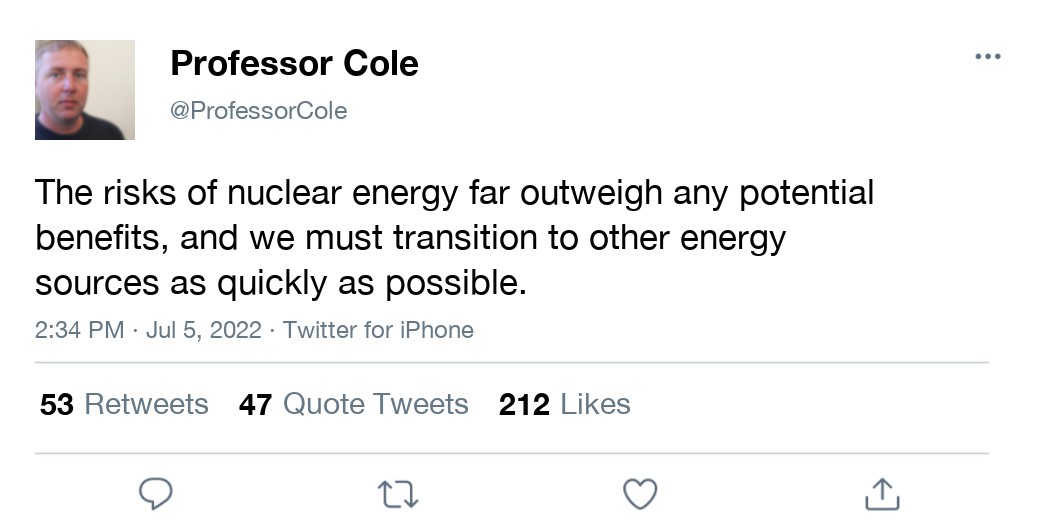 Professor Cole
@ProfessorCole
The risks of nuclear energy far outweigh any potential
benefits, and we must transition to other energy
sources as quickly as possible.
2:34 PM · Jul 5, 2022 · Twitter for iPhone
53 Retweets 47 Quote Tweets 212 Likes